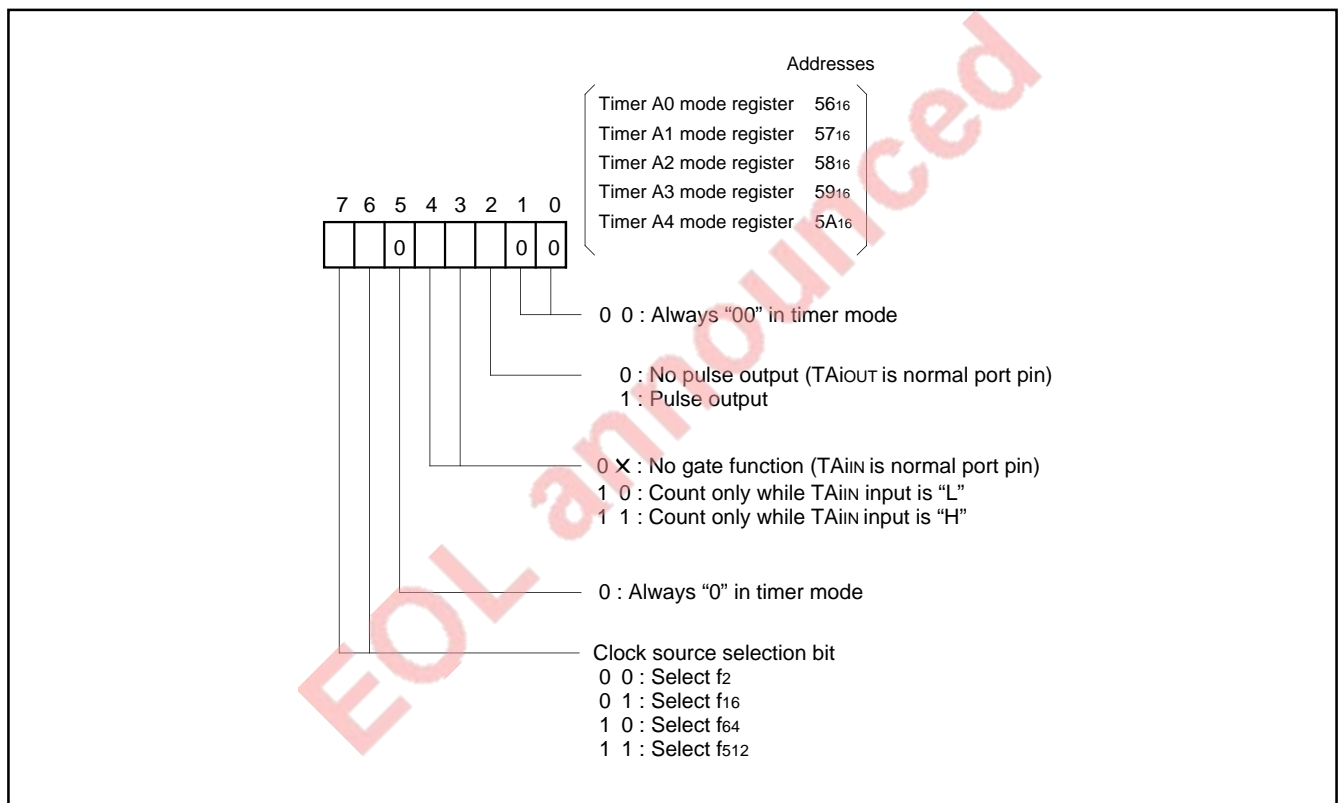 Addresses
Timer A0 mode register 5616
Timer A1 mode register 5716
Timer A2 mode register 5816
Timer A3 mode register 5916
Timer A4 mode register 5A16
7 6 5 4 3 2 1 0
0 0 0
0 0 : Always “00” in timer mode
0 : No pulse output (TAiOUT is normal port pin)
1 : Pulse output
0 × : No gate function (TAiIN is normal port pin)
1 0 : Count only while TAiIN input is “L”
1 1 : Count only while TAiIN input is “H”
0 : Always “0” in timer mode
Clock source selection bit
0 0 : Select f2
0 1 : Select f16
1 0 : Select f64
1 1 : Select f512
EOL announced